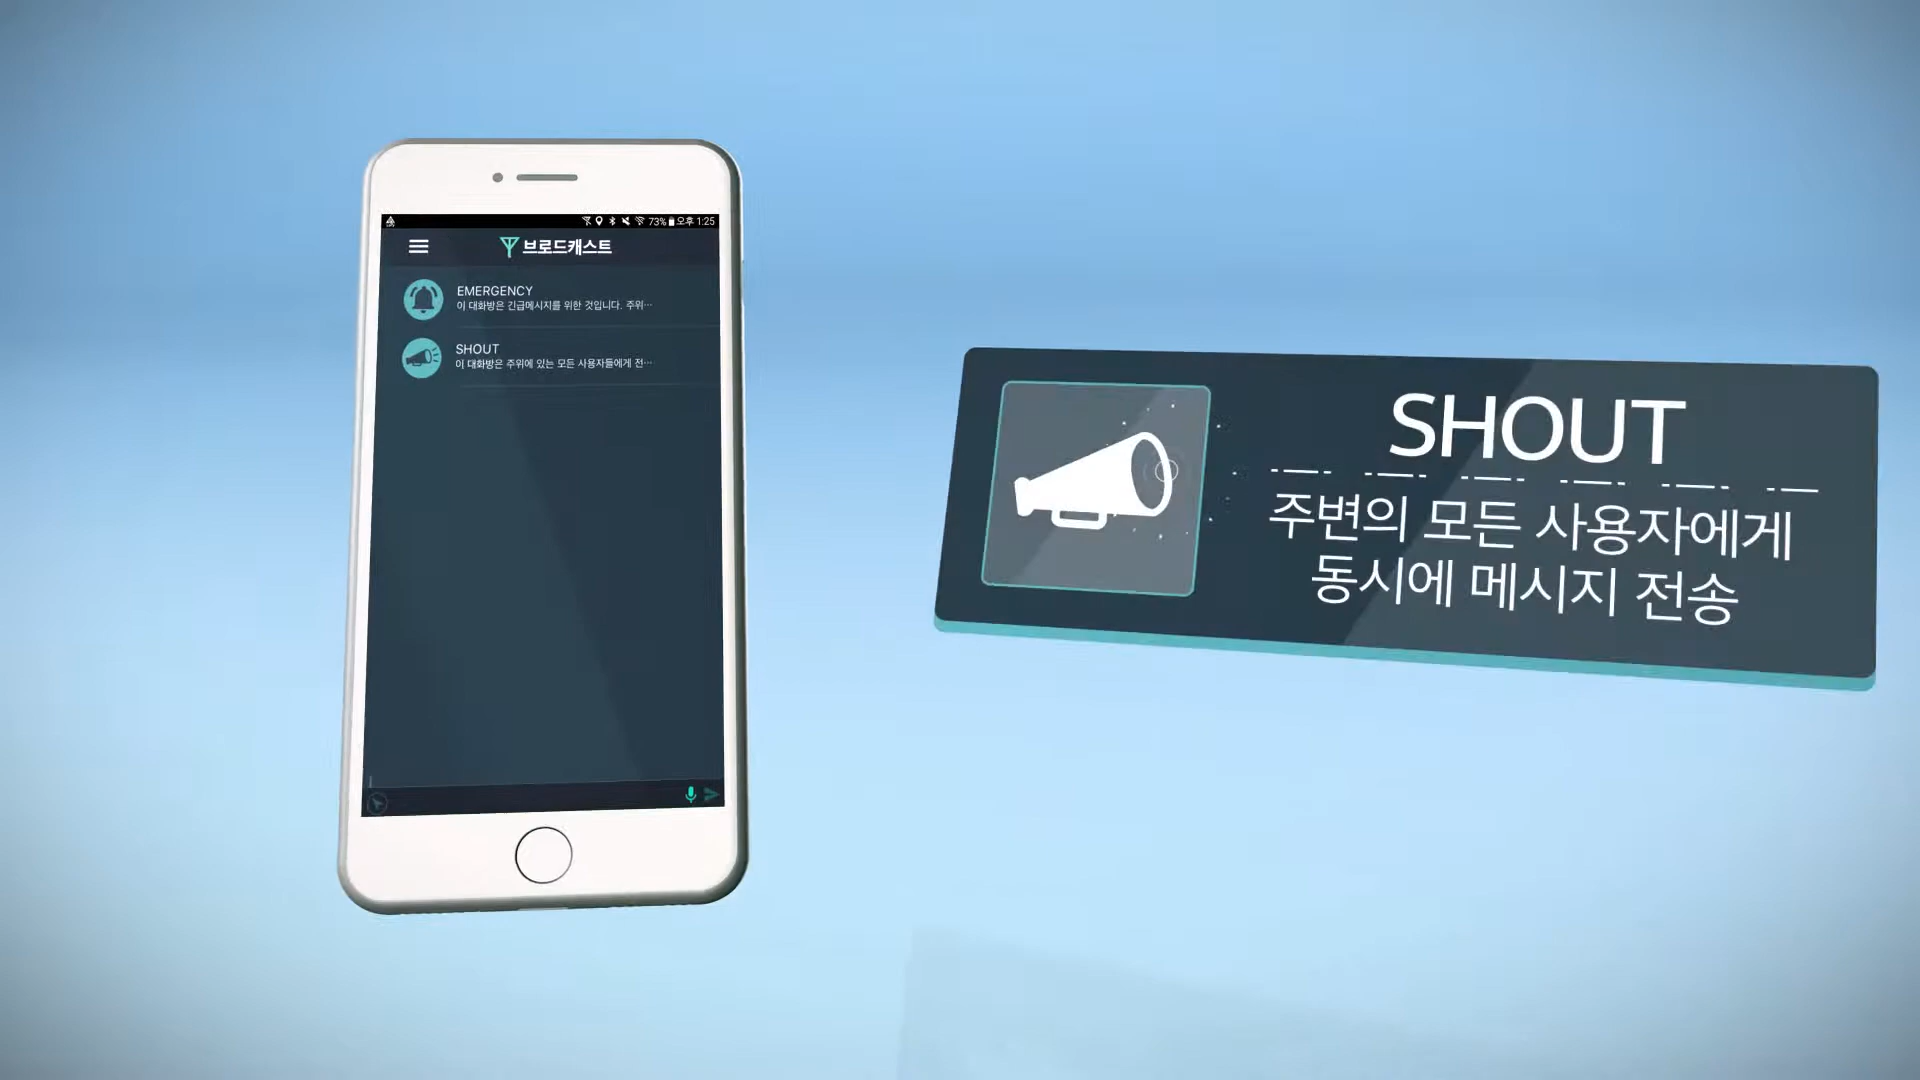 73% 오후 1:25
브로드캐스트
EMERGENCY
이 대화방은 긴급메시지를 위한 것입니다. 주위…
SHOUT
이 대화방은 주위에 있는 모든 사용자들에게 전…
SHOUT
주변의 모든 사용자에게
동시에 메시지 전송